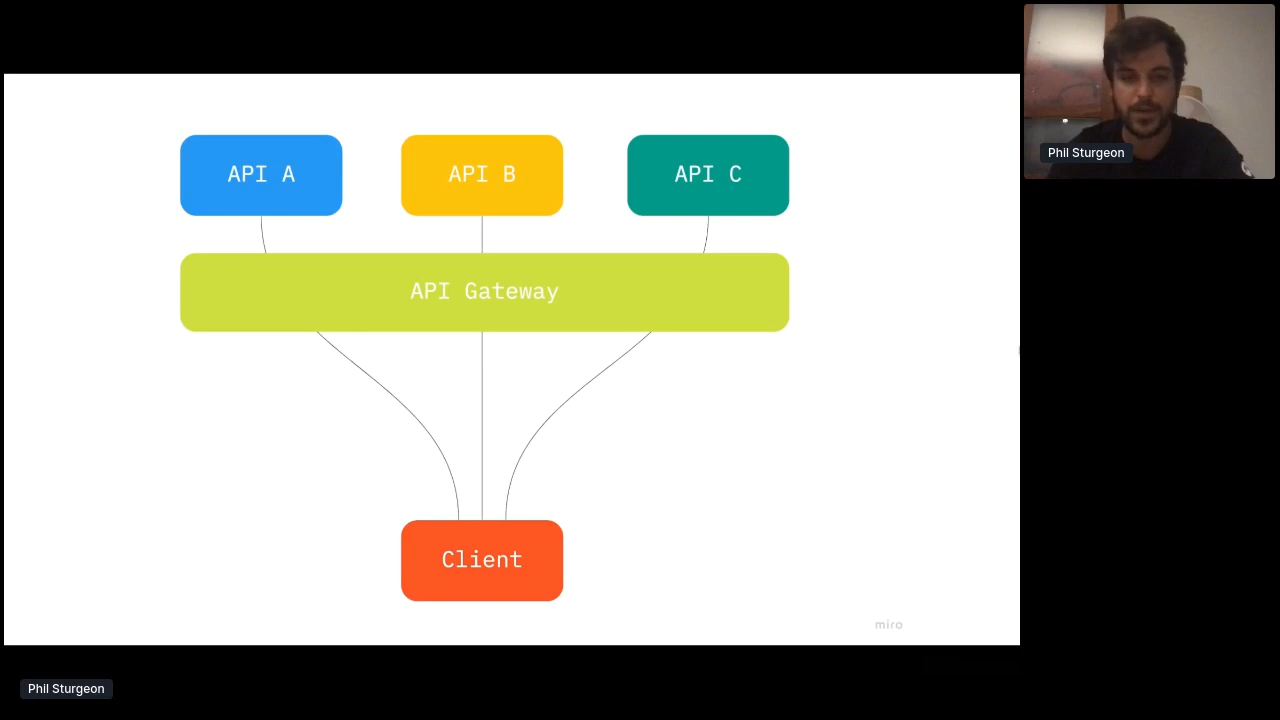 API A
API B
API C
API Gateway
Client
miro
Phil Sturgeon
Phil Sturgeon